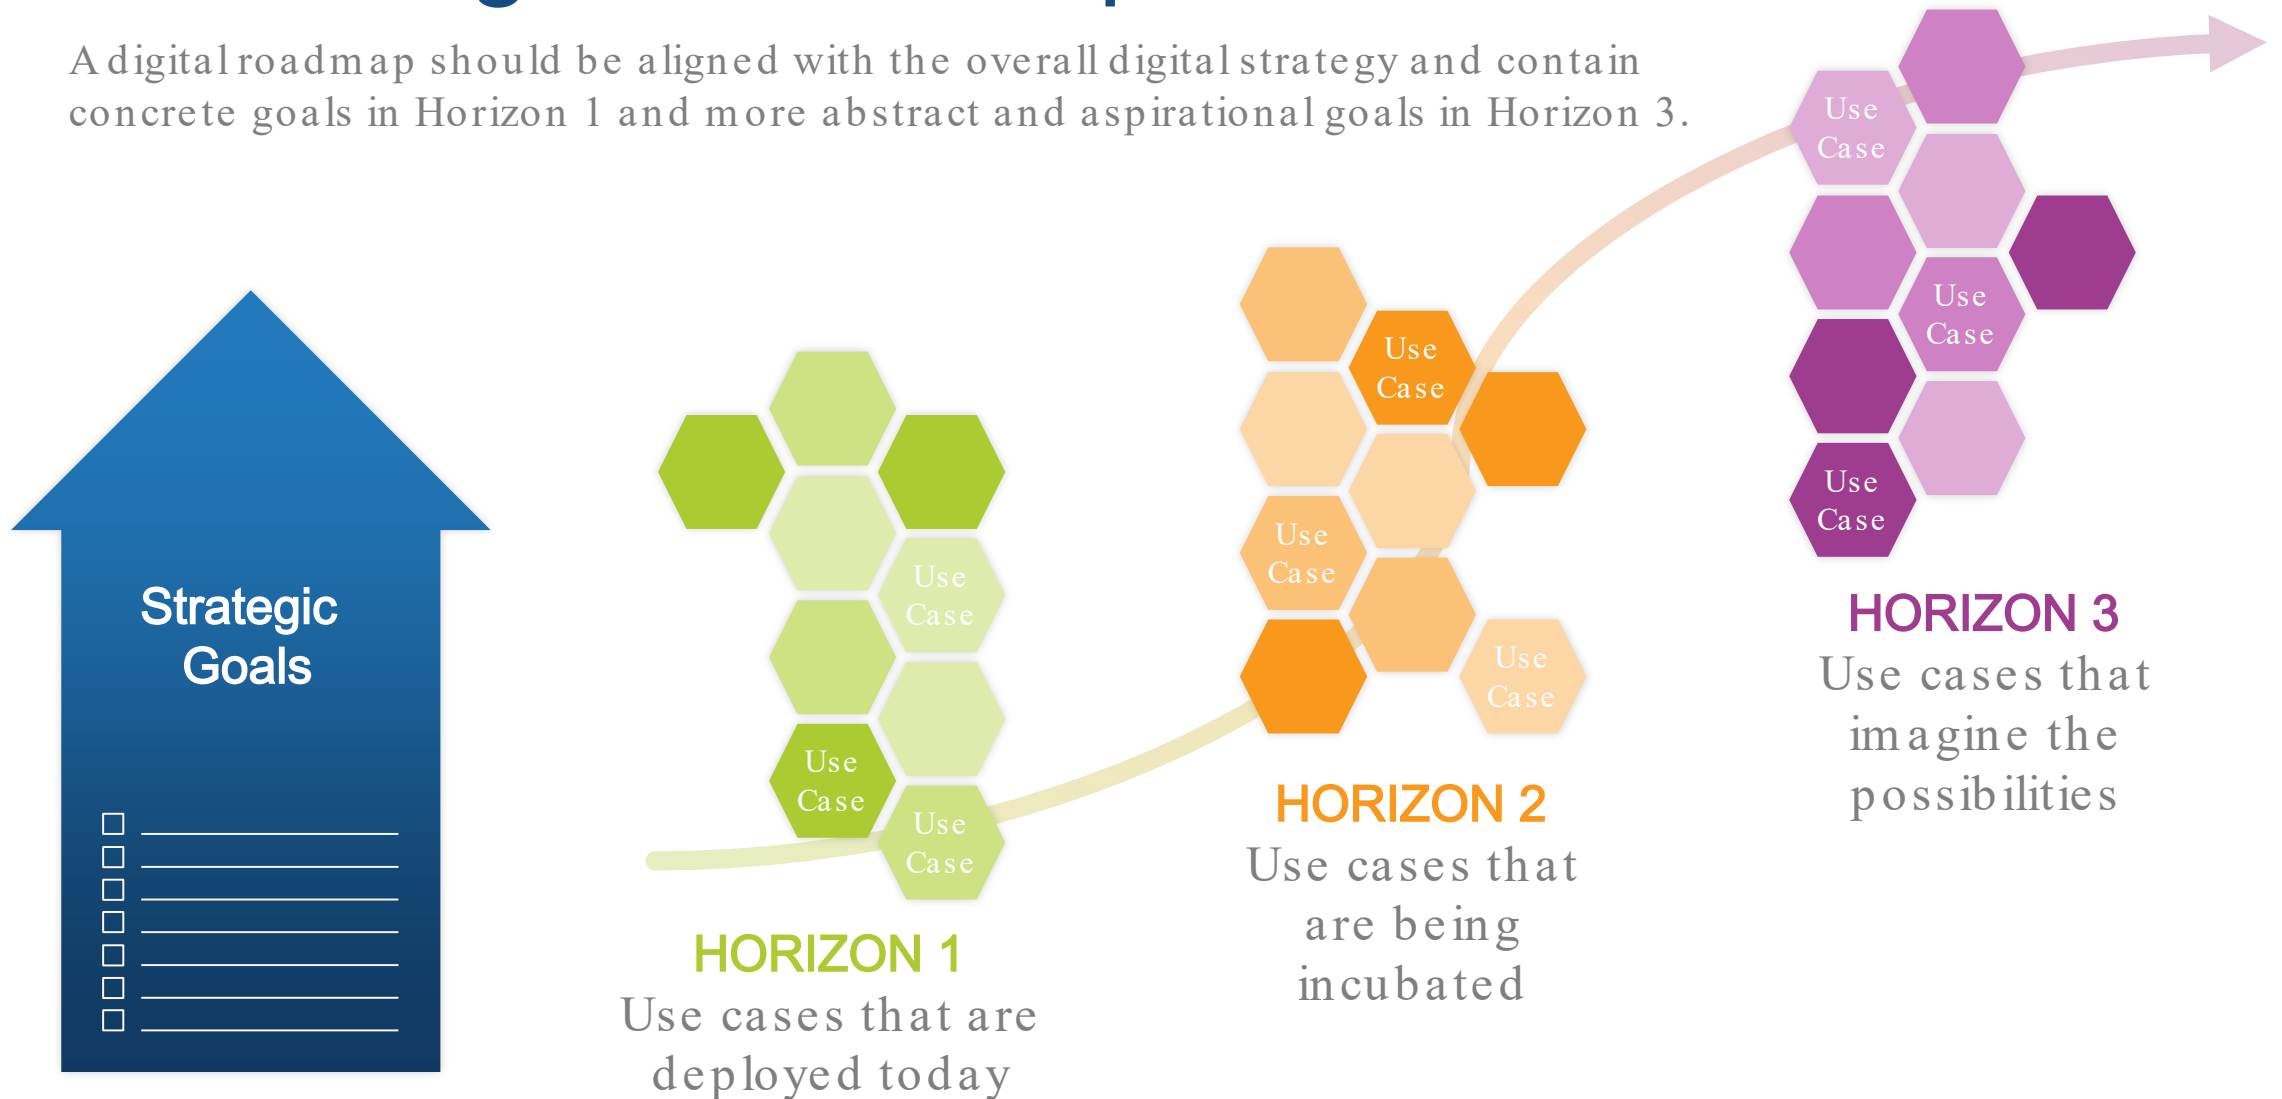 A digital roadmap should be aligned with the overall digital strategy and contain
concrete goals in Horizon 1 and more abstract and aspirational goals in Horizon 3.
Strategic
Goals
Use
Case
Use
Case
Use
Case
HORIZON 1
Use cases that are
deployed today
Use
Case
Use
Case
Use
Case
HORIZON 2
Use cases that
are being
incubated
Use
Case
Use
Case
Use
Case
HORIZON 3
Use cases that
imagine the
possibilities